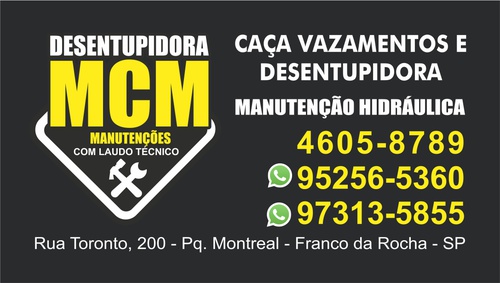 DESENTUPIDORA
MCM
MANUTENÇÕES
COM LAUDO TÉCNICO
CAÇA VAZAMENTOS E
DESENTUPIDORA
MANUTENÇÃO HIDRÁULICA
4605-8789
95256-5360
97313-5855
Rua Toronto, 200 - Pq. Montreal - Franco da Rocha - SP